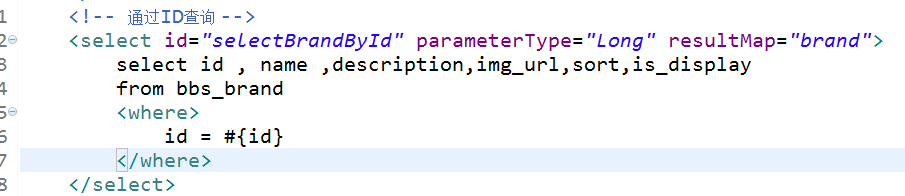 1 <!-- 通过ID查询 -->
2 <select id="selectBrandById" parameterType="Long" resultMap="brand">
3 select id , name ,description,img_url,sort,is_display
4 from bbs_brand
5 <where>
6 id = #{id}
7 </where>
8 </select>